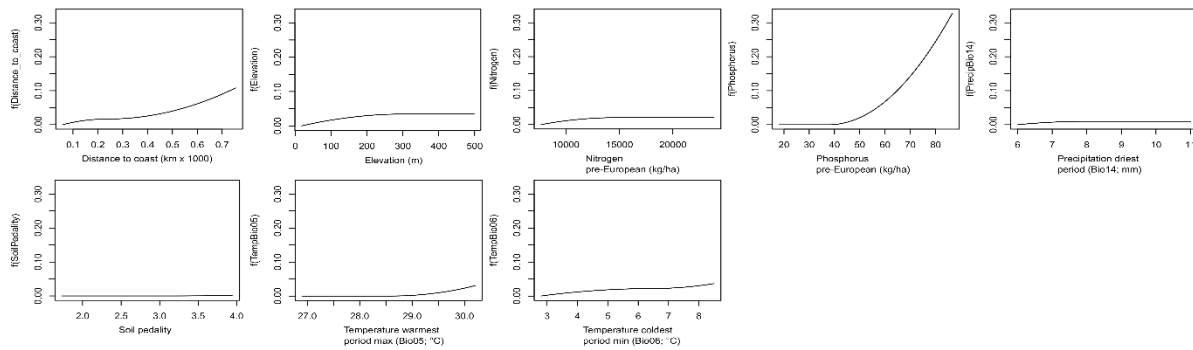 f(Distance_to_coast)
0.00 0.10 0.20 0.30
0.1 0.2 0.3 0.4 0.5 0.6 0.7
Distance to coast (km x 1000)
f(Elevation)
0.00 0.10 0.20 0.30
0 100 200 300 400 500
Elevation (m)
f(Nitrogen)
0.00 0.10 0.20 0.30
10000 15000 20000
Nitrogen
pre-European (kg/ha)
f(Phosphorus)
0.00 0.10 0.20 0.30
20 30 40 50 60 70 80
Phosphorus
pre-European (kg/ha)
f(PrecipBio14)
0.00 0.10 0.20 0.30
6 7 8 9 10 11
Precipitation driest
period (Bio14; mm)
f(SoilPedality)
0.00 0.10 0.20 0.30
2.0 2.5 3.0 3.5 4.0
Soil pedality
f(TempBio05)
0.00 0.10 0.20 0.30
27.0 28.0 29.0 30.0
Temperature warmest
period max (Bio05; °C)
f(TempBio06)
0.00 0.10 0.20 0.30
3 4 5 6 7 8
Temperature coldest
period min (Bio06; °C)